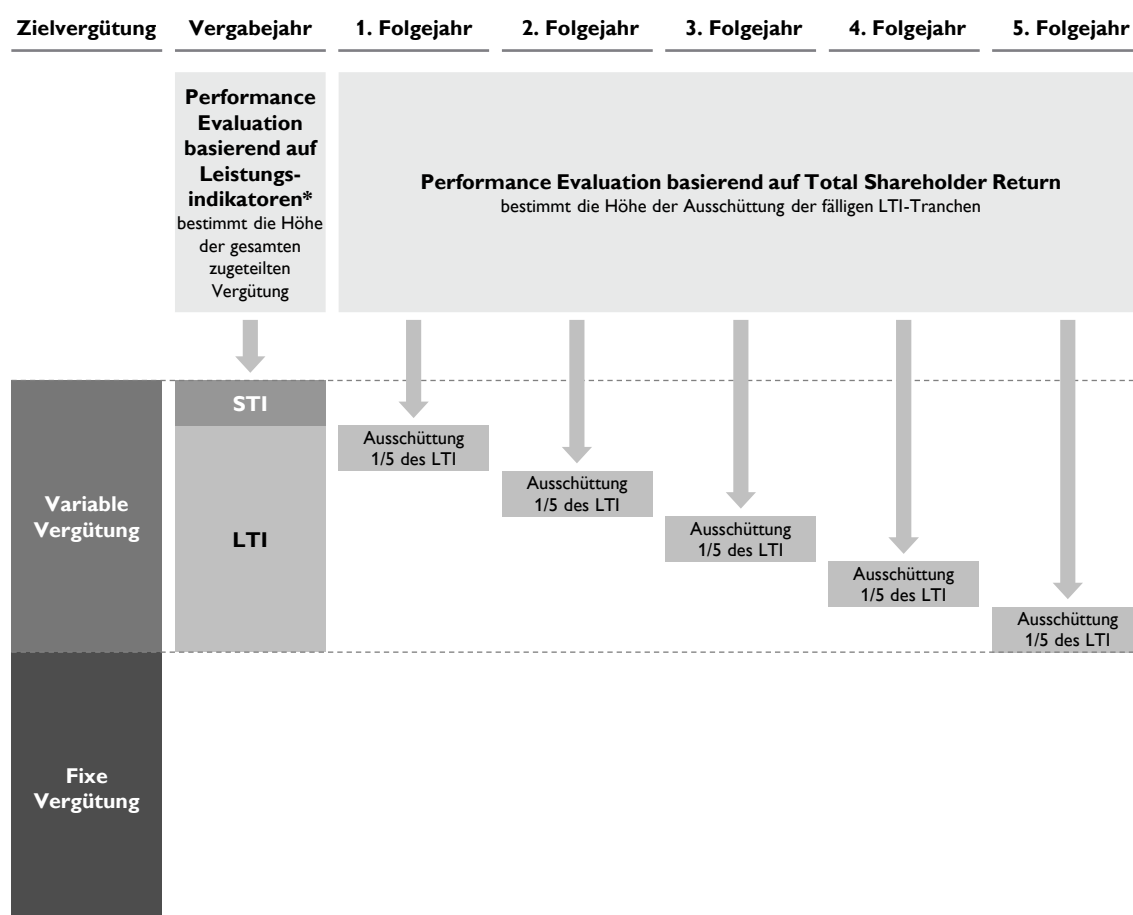 Zielvergütung
Vergabejahr
1. Folgejahr
2. Folgejahr
3. Folgejahr
4. Folgejahr
5. Folgejahr
Performance
Evaluation
basierend auf
Leistungs-
indikatoren*
bestimmt die Höhe
der gesamten
zugeteilten
Vergütung
Performance Evaluation basierend auf Total Shareholder Return
bestimmt die Höhe der Ausschüttung der fälligen LTI-Tranchen
Variable
Vergütung
STI
LTI
Ausschüttung
1/5 des LTI
Ausschüttung
1/5 des LTI
Ausschüttung
1/5 des LTI
Ausschüttung
1/5 des LTI
Ausschüttung
1/5 des LTI
Fixe
Vergütung